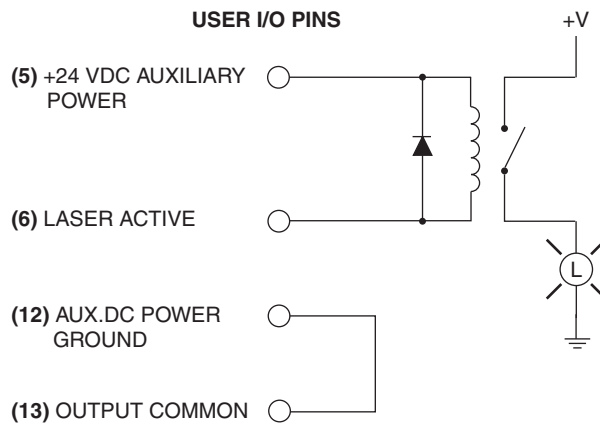 USER I/O PINS
+V
(5) +24 VDC AUXILIARY
POWER
(6) LASER ACTIVE
L
(12) AUX.DC POWER
GROUND
(13) OUTPUT COMMON